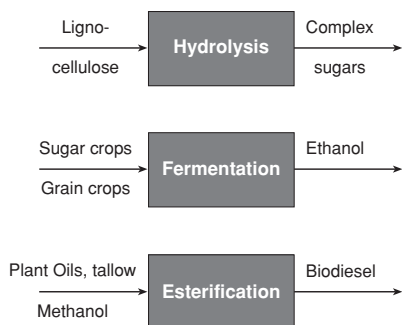 Ligno-
cellulose
Hydrolysis
Complex
sugars
Sugar crops
Grain crops
Fermentation
Ethanol
Plant Oils, tallow
Methanol
Esterification
Biodiesel